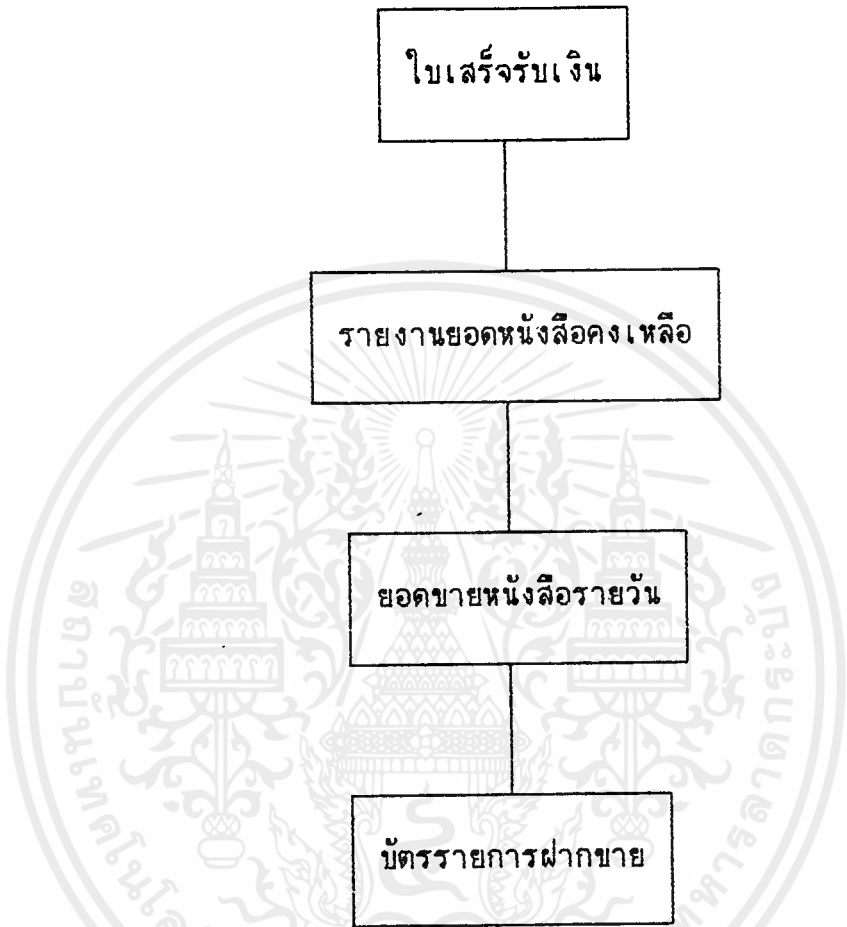 ใบเสร็จรับเงิน
รายงานยอดหนังสือคงเหลือ
ยอดขายหนังสือรายวัน
บัตรรายการฝากขาย